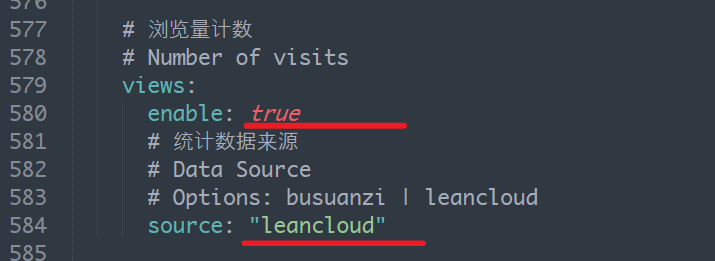 576
577 # 浏览量计数
578 # Number of visits
579 views:
580 enable: true
581 # 统计数据来源
582 # Data Source
583 # Options: busuanzi | leancloud
584 source: "leancloud"
585